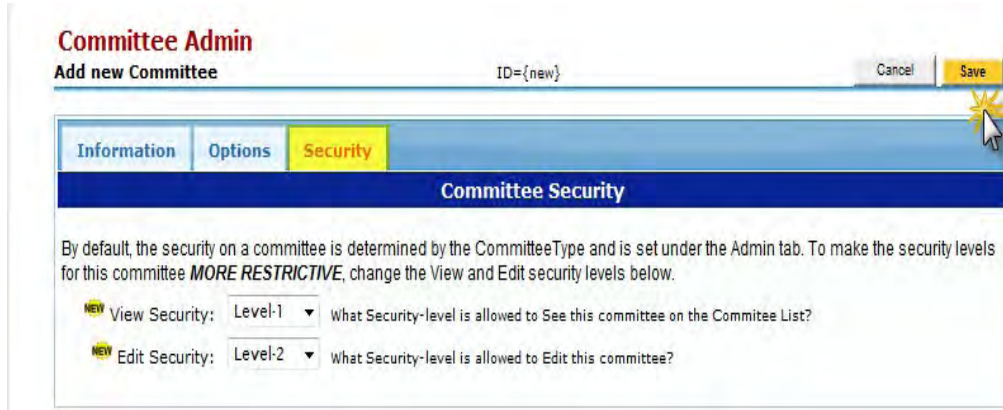 Committee Admin
Add new Committee ID={new} Cancel Save
Information Options Security
Committee Security
By default, the security on a committee is determined by the CommitteeType and is set under the Admin tab. To make the security levels
for this committee MORE RESTRICTIVE, change the View and Edit security levels below.
NEW View Security: Level-1 What Security-level is allowed to See this committee on the Commitee List?
NEW Edit Security: Level-2 What Security-level is allowed to Edit this committee?